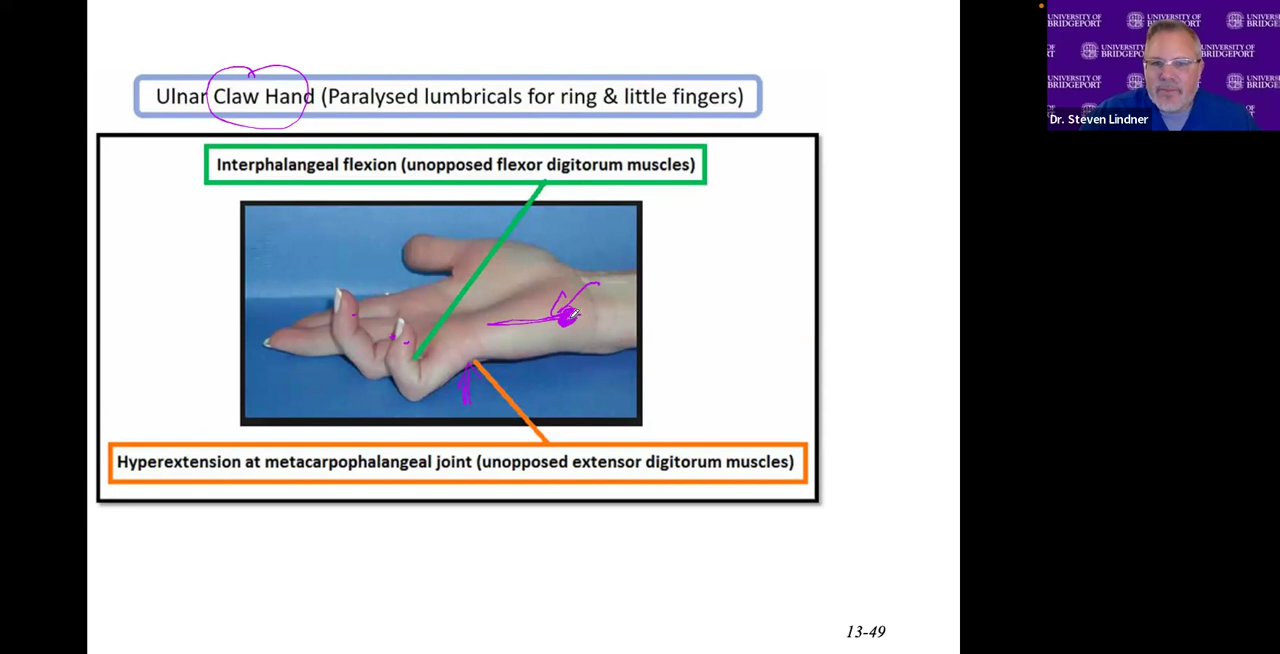 Ulnar Claw Hand (Paralysed lumbricals for ring & little fingers)
Interphalangeal flexion (unopposed flexor digitorum muscles)
Hyperextension at metacarpophalangeal joint (unopposed extensor digitorum muscles)
13-49
UNIVERSITY OF BRIDGEPORT
Dr. Steven Lindner